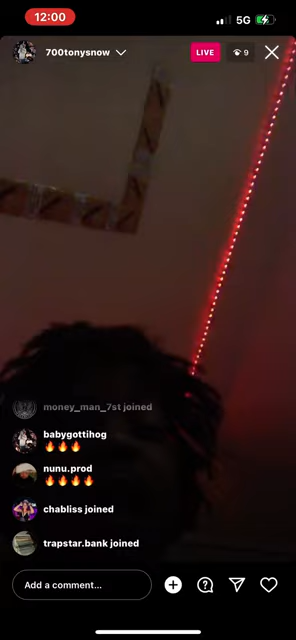 12:00
5G
700tonysnow
LIVE
9
money_man_7st joined
babygottihog
🔥🔥🔥
nunu.prod
🔥🔥🔥🔥
chabliss joined
trapstar.bank joined
Add a comment...